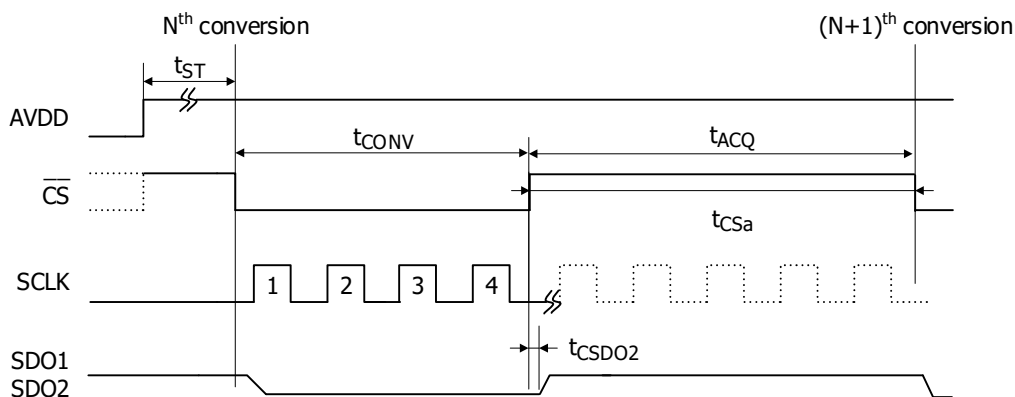 Nth conversion
(N+1)th conversion
tST
AVDD
tCONV
tACQ
CS
tCSa
SCLK
1 2 3 4
tCSDO2
SDO1
SDO2